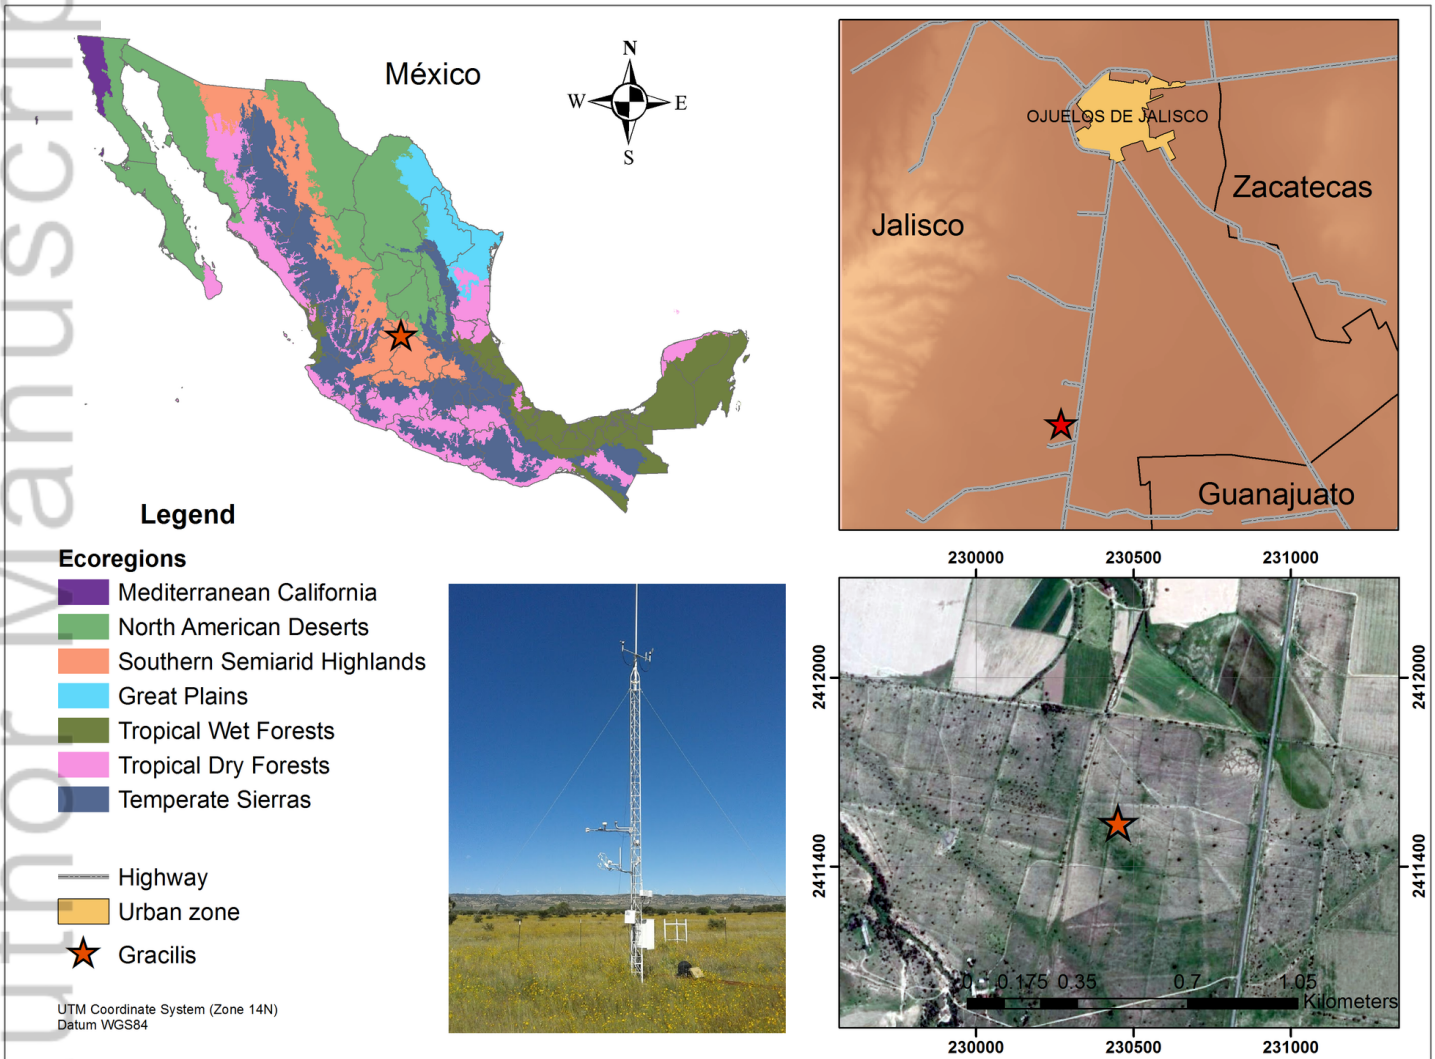 México
N
W
E
S
Legend
Ecoregions
Mediterranean California
North American Deserts
Southern Semiarid Highlands
Great Plains
Tropical Wet Forests
Tropical Dry Forests
Temperate Sierras
Highway
Urban zone
Gracilis
UTM Coordinate System (Zone 14N)
Datum WGS84
OJUELOS DE JALISCO
Zacatecas
Jalisco
Guanajuato
230000 230500 231000
2412000 2412000
2411400 2411400
0 0.175 0.35 0.7 1.05
Kilometers
230000 230500 231000
uthor Manuscrip